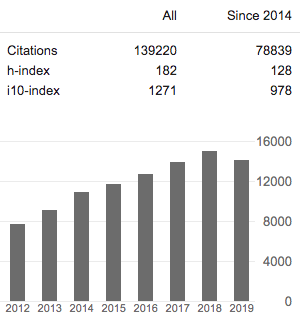 All Since 2014
Citations 139220 78839
h-index 182 128
i10-index 1271 978
16000
12000
8000
4000
0
2012 2013 2014 2015 2016 2017 2018 2019